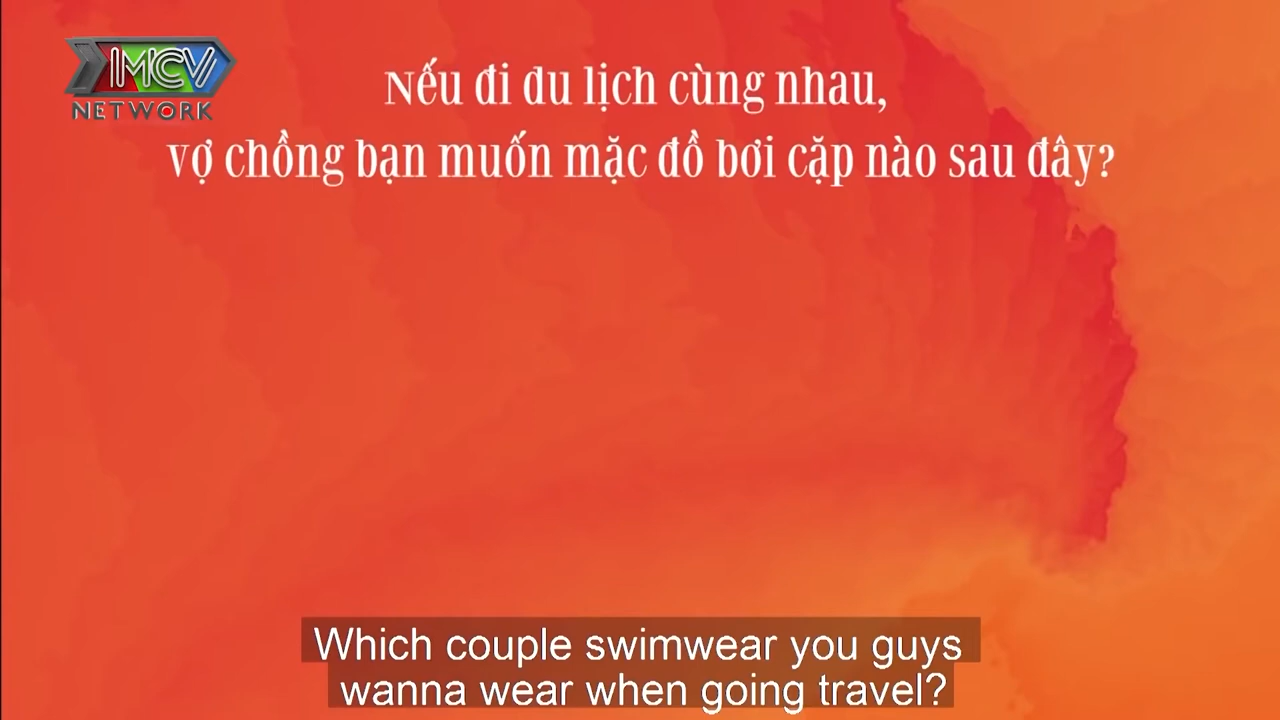 MCV
NETWORK
Nếu đi du lịch cùng nhau,
vợ chồng bạn muốn mặc đồ bơi cặp nào sau đây?
Which couple swimwear you guys
wanna wear when going travel?